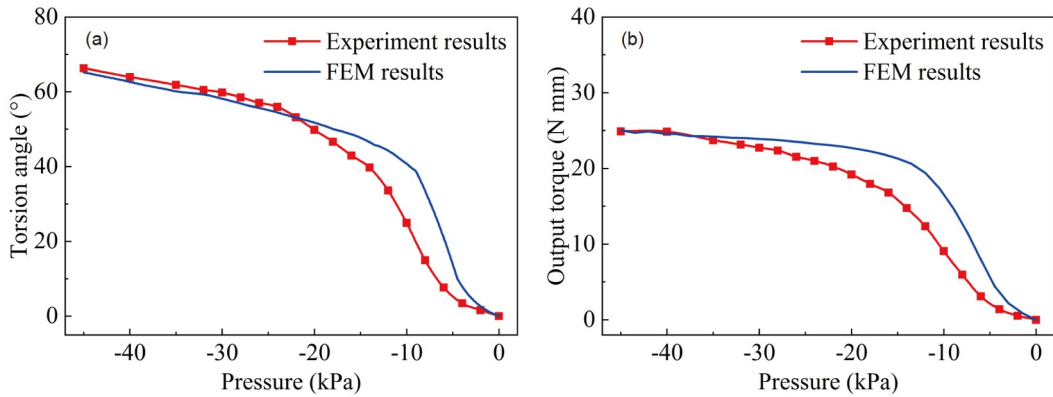 (a)
Experiment results
FEM results
80
60
40
20
0
Torsion angle (°)
-40
-30
-20
-10
0
Pressure (kPa)
(b)
Experiment results
FEM results
40
30
20
10
0
Output torque (N mm)
-40
-30
-20
-10
0
Pressure (kPa)